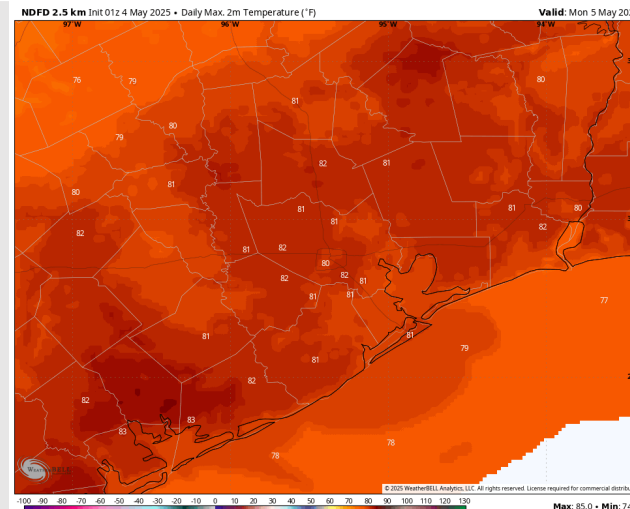 NDFD 2.5 km Init 01z 4 May 2025 • Daily Max. 2m Temperature (°F)
Valid: Mon 5 May
97°W 96°W 95°W 94°W
76 79 80
81
80
79
82 81
80 81
81 81 80
82 81 82
81 82
80
82 82 81
81 81 77
81 81
79
81
82
82
83
83
78
78
© 2025 WeatherBELL Analytics, LLC. All rights reserved. License required for commercial
-100 -90 -80 -70 -60 -50 -40 -30 -20 -10 0 10 20 30 40 50 60 70 80 90 100 110 120 130
Max: 85.0 • Min: